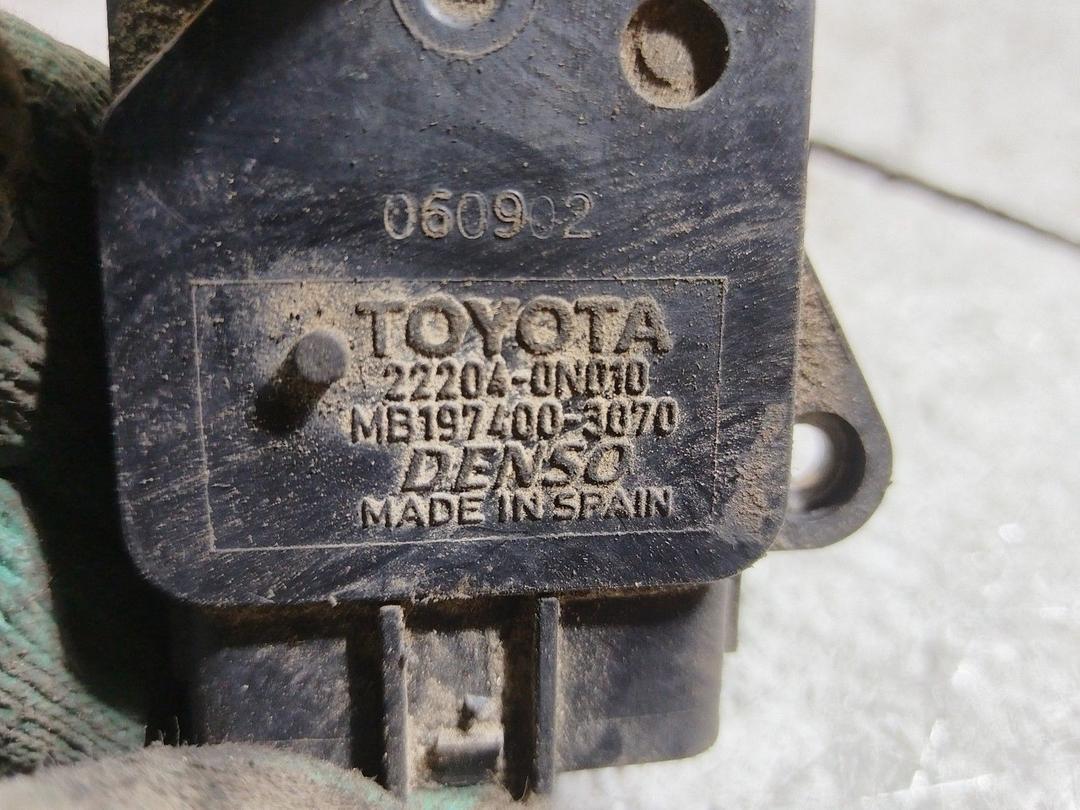 060902
TOYOTA
22204-0N010
MB197400-3070
DENSO
MADE IN SPAIN